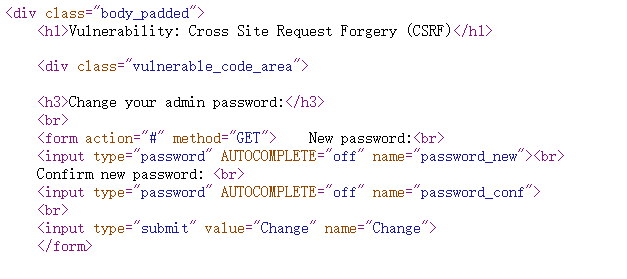 <div class="body_padded">
<h1>Vulnerability: Cross Site Request Forgery (CSRF)</h1>
<div class="vulnerable_code_area">
<h3>Change your admin password:</h3>
<br>
<form action="#" method="GET">    New password:<br>
<input type="password" AUTOCOMPLETE="off" name="password_new"><br>
Confirm new password: <br>
<input type="password" AUTOCOMPLETE="off" name="password_conf">
<br>
<input type="submit" value="Change" name="Change">
</form>